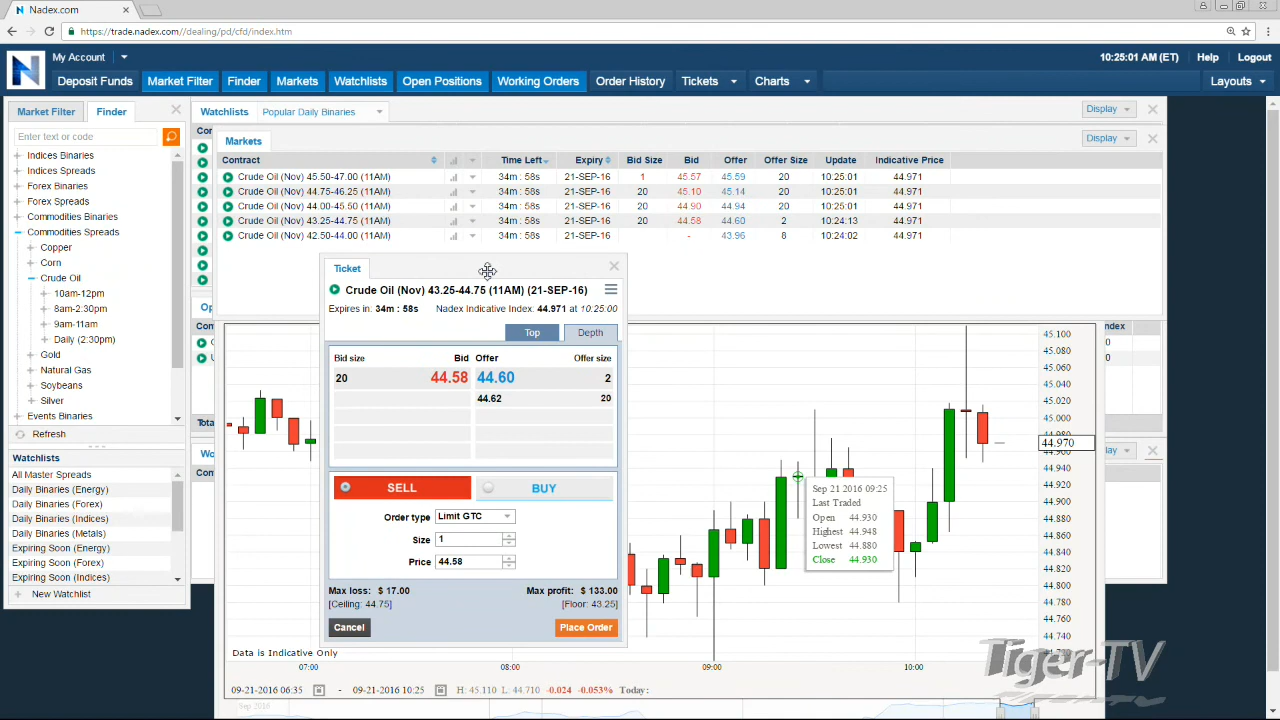 Nadex.com
https://trade.nadex.com//dealing/pd/cfd/index.htm
My Account
10:25:01 AM (ET) Help Logout
Deposit Funds Market Filter Finder Markets Watchlists Open Positions Working Orders Order History Tickets Charts Layouts
Market Filter Finder
Watchlists Popular Daily Binaries Display
Enter text or code
Markets Display
Contract Time Left Expiry Bid Size Bid Offer Offer Size Update Indicative Price
Crude Oil (Nov) 45.50-47.00 (11AM) 34m : 58s 21-SEP-16 1 45.57 45.59 20 10:25:01 44.971
Crude Oil (Nov) 44.75-46.25 (11AM) 34m : 58s 21-SEP-16 20 45.10 45.14 20 10:25:01 44.971
Crude Oil (Nov) 44.00-45.50 (11AM) 34m : 58s 21-SEP-16 20 44.90 44.94 20 10:25:01 44.971
Crude Oil (Nov) 43.25-44.75 (11AM) 34m : 58s 21-SEP-16 20 44.58 44.60 2 10:24:13 44.971
Crude Oil (Nov) 42.50-44.00 (11AM) 34m : 58s 21-SEP-16 - 43.96 8 10:24:02 44.971
Indices Binaries
Indices Spreads
Forex Binaries
Forex Spreads
Commodities Binaries
Commodities Spreads
Copper
Corn
Crude Oil
10am-12pm
8am-2:30pm
9am-11am
Daily (2:30pm)
Gold
Natural Gas
Soybeans
Silver
Events Binaries
Refresh
Watchlists
All Master Spreads
Daily Binaries (Energy)
Daily Binaries (Forex)
Daily Binaries (Indices)
Daily Binaries (Metals)
Expiring Soon (Energy)
Expiring Soon (Forex)
Expiring Soon (Indices)
New Watchlist
Ticket
Crude Oil (Nov) 43.25-44.75 (11AM) (21-SEP-16)
Expires in: 34m : 58s Nadex Indicative Index: 44.971 at 10:25:00
Top Depth
Bid size Bid Offer Offer size
20 44.58 44.60 2
44.62 20
SELL BUY
Order type Limit GTC
Size 1
Price 44.58
Max loss: $ 17.00 Max profit: $ 133.00
[Ceiling: 44.75] [Floor: 43.25]
Cancel Place Order
45.100
45.080
45.060
45.040
45.020
45.000
44.970
44.940
44.920
44.900
44.880
44.860
44.840
44.820
44.800
44.780
44.760
44.740
Sep 21 2016 09:25
Last Traded
Open 44.930
Highest 44.948
Lowest 44.880
Close 44.930
Data is Indicative Only
07:00 08:00 09:00 10:00
09-21-2016 06:35 - 09-21-2016 10:25 H: 45.110 L: 44.710 -0.024 -0.053% Today:
Sep 2016
Tiger-TV